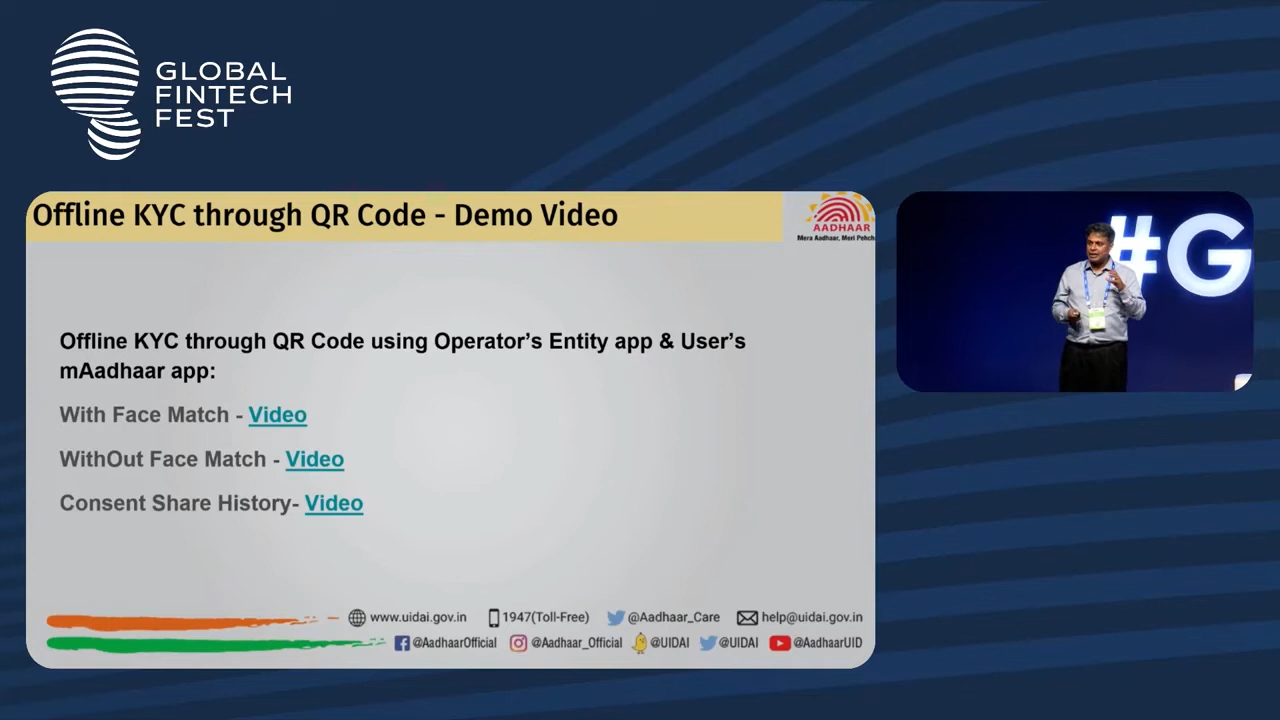 GLOBAL
FINTECH
FEST
Offline KYC through QR Code - Demo Video
AADHAAR
Mera Aadhaar, Meri Pehch
Offline KYC through QR Code using Operator's Entity app & User's
mAadhaar app:
With Face Match - Video
WithOut Face Match - Video
Consent Share History- Video
www.uidai.gov.in 1947(Toll-Free) @Aadhaar_Care help@uidai.gov.in
@AadhaarOfficial @Aadhaar_Official @UIDAI @UIDAI @AadhaarUID
#G